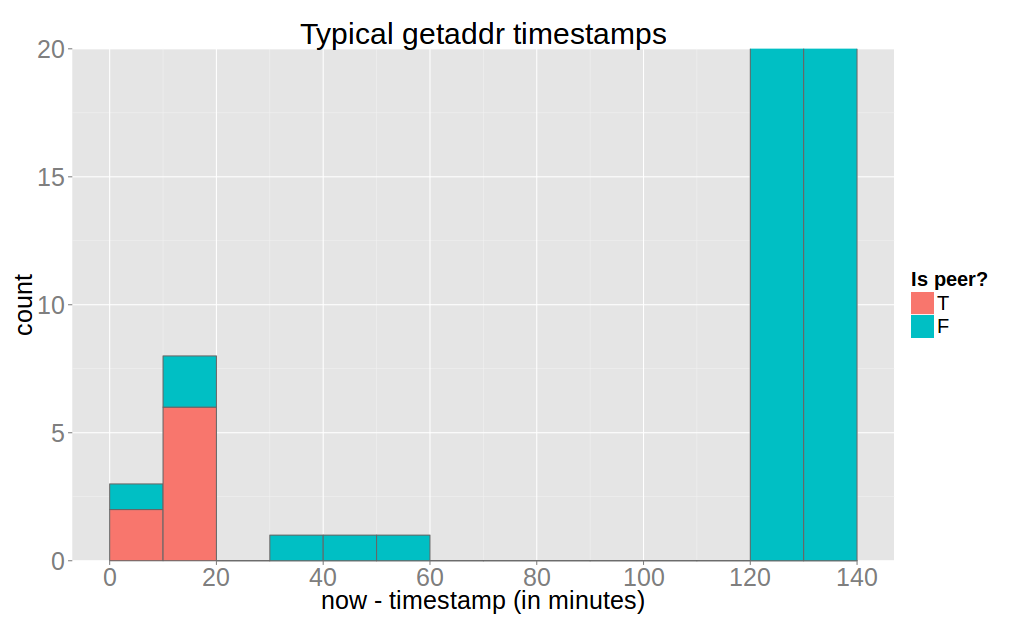 Typical getaddr timestamps
20
15
10
5
0
count
0 20 40 60 80 100 120 140
now - timestamp (in minutes)
Is peer?
T
F